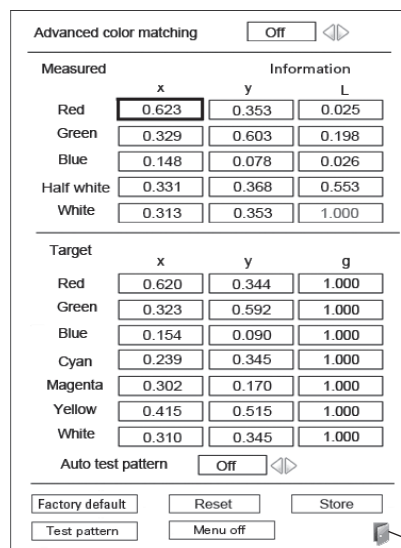 Advanced color matching Off
Measured Information
x y L
Red 0.623 0.353 0.025
Green 0.329 0.603 0.198
Blue 0.148 0.078 0.026
Half white 0.331 0.368 0.553
White 0.313 0.353 1.000
Target
x y g
Red 0.620 0.344 1.000
Green 0.323 0.592 1.000
Blue 0.154 0.090 1.000
Cyan 0.239 0.345 1.000
Magenta 0.302 0.170 1.000
Yellow 0.415 0.515 1.000
White 0.310 0.345 1.000
Auto test pattern Off
Factory default Reset Store
Test pattern Menu off